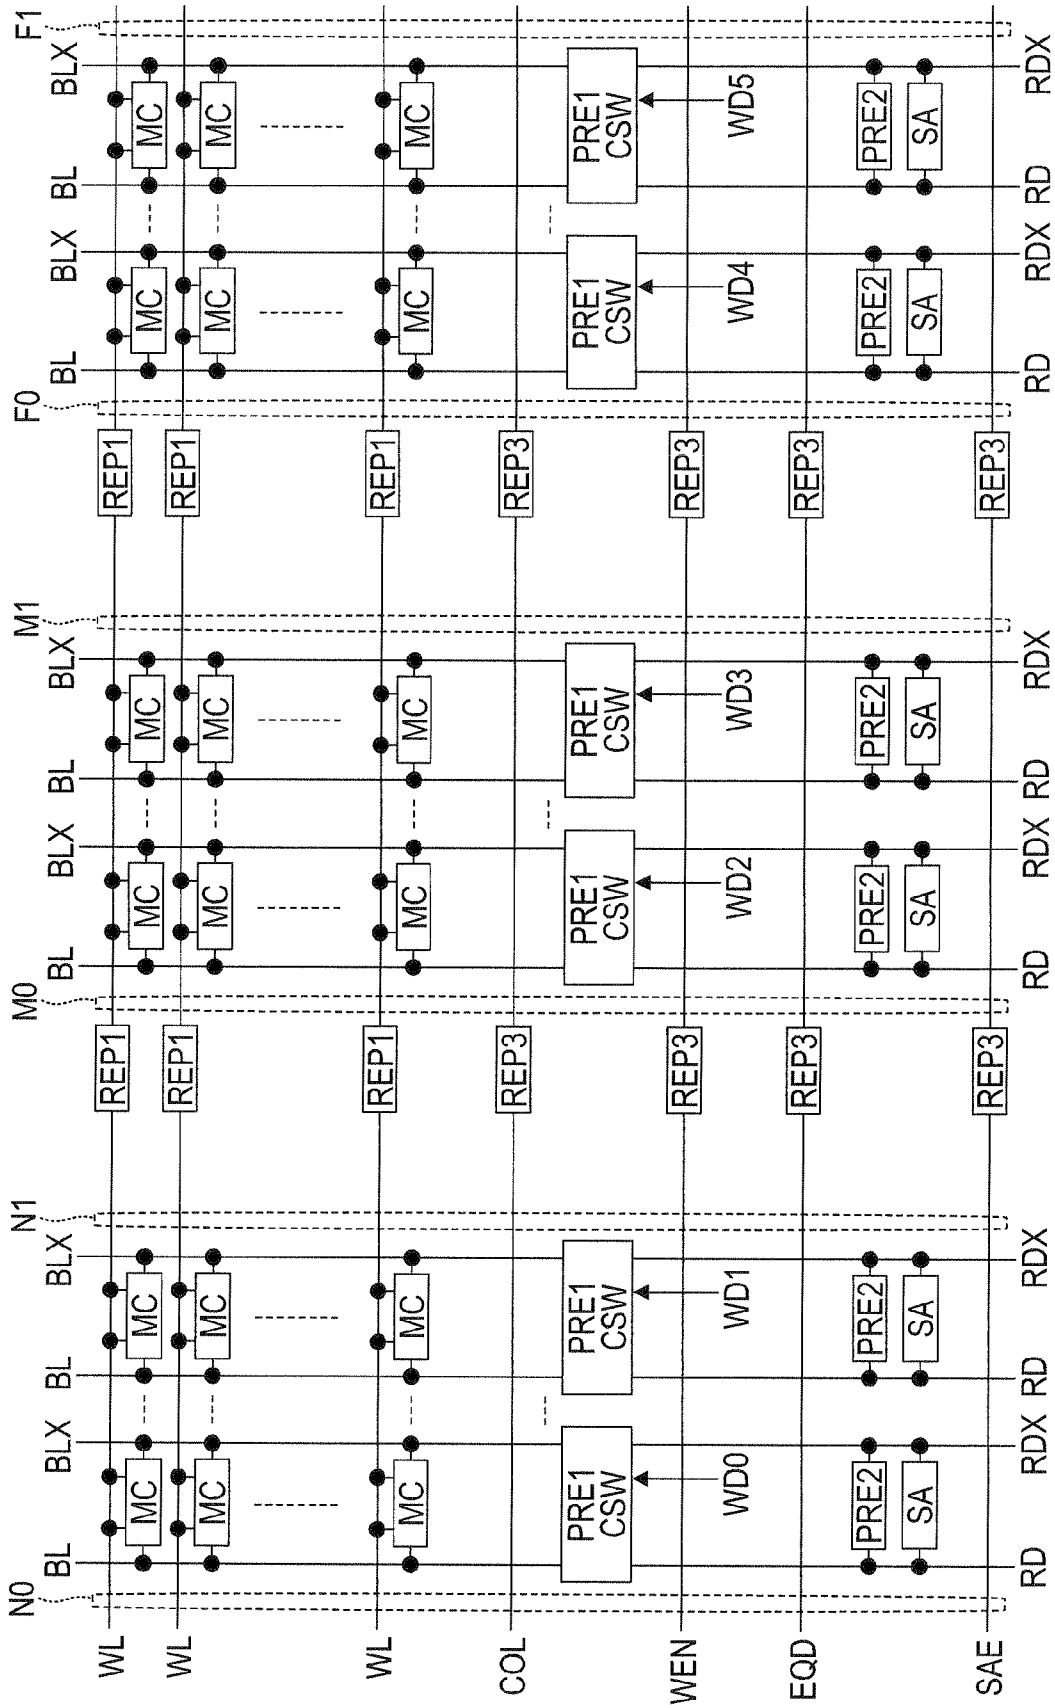 N0 N1 M0 M1 F0 F1
BL BLX BL BLX BL BLX BL BLX BL BLX BL BLX
WL REP1 REP1
MC MC MC MC MC MC
WL REP1 REP1
MC MC MC MC MC MC
WL REP1 REP1
MC MC MC MC MC MC
COL REP3 REP3
PRE1 PRE1 PRE1 PRE1 PRE1 PRE1
CSW CSW CSW CSW CSW CSW
WEN REP3 REP3
WD0 WD1 WD2 WD3 WD4 WD5
EQD REP3 REP3
PRE2 PRE2 PRE2 PRE2 PRE2 PRE2
SA SA SA SA SA SA
SAE REP3 REP3
RD RDX RD RDX RD RDX RD RDX RD RDX RD RDX